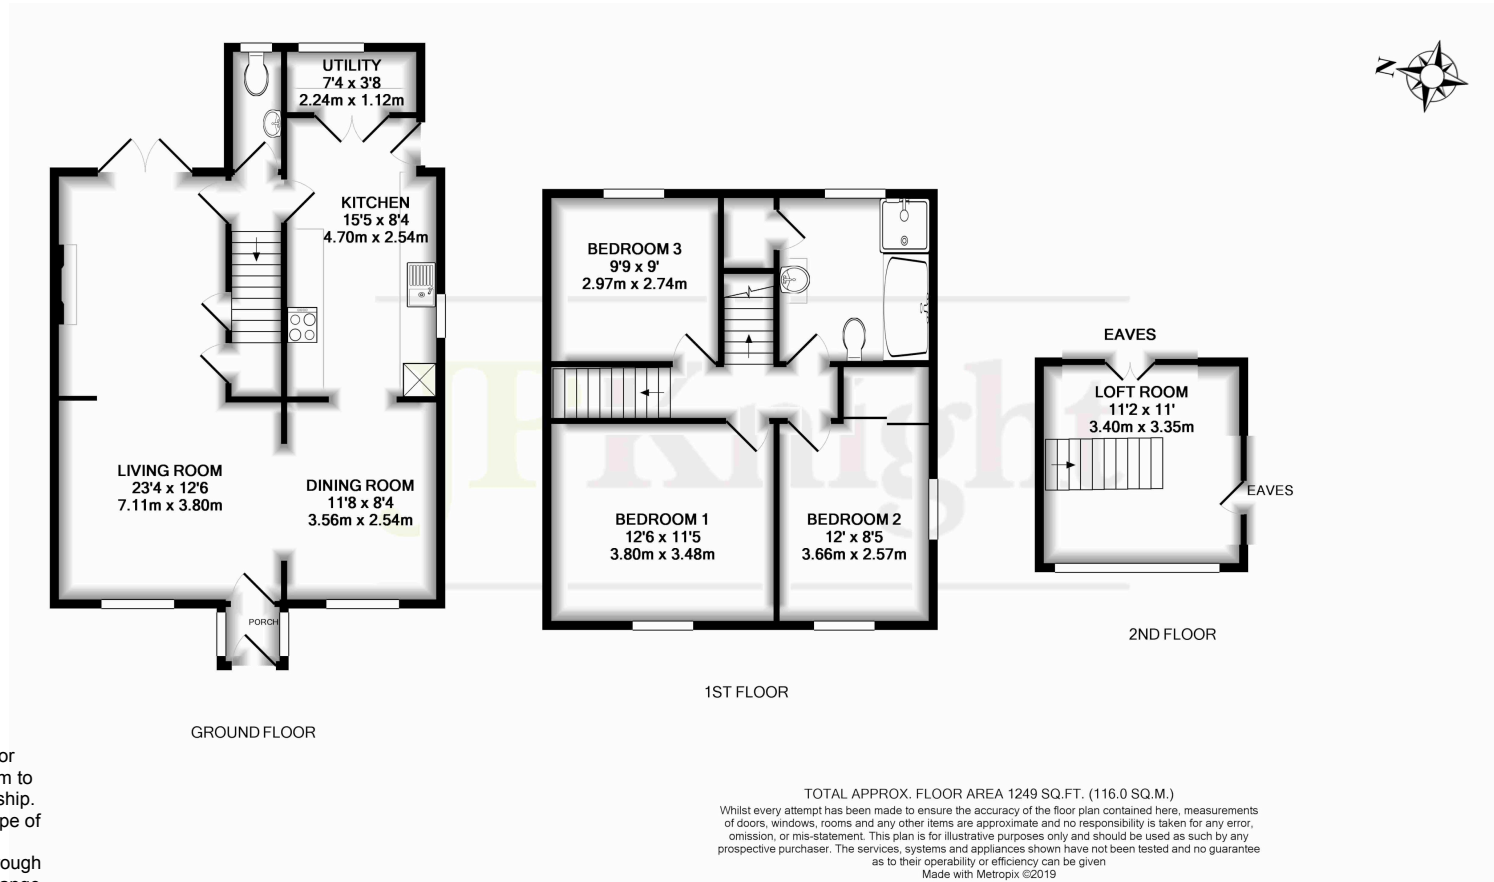 N
UTILITY
7'4 x 3'8
2.24m x 1.12m
KITCHEN
15'5 x 8'4
4.70m x 2.54m
LIVING ROOM
23'4 x 12'6
7.11m x 3.80m
DINING ROOM
11'8 x 8'4
3.56m x 2.54m
PORCH
GROUND FLOOR
BEDROOM 3
9'9 x 9'
2.97m x 2.74m
BEDROOM 1
12'6 x 11'5
3.80m x 3.48m
BEDROOM 2
12' x 8'5
3.66m x 2.57m
1ST FLOOR
EAVES
LOFT ROOM
11'2 x 11'
3.40m x 3.35m
EAVES
2ND FLOOR
JPKnight
or
m to
ship.
pe of
ough
TOTAL APPROX. FLOOR AREA 1249 SQ.FT. (116.0 SQ.M.)
Whilst every attempt has been made to ensure the accuracy of the floor plan contained here, measurements
of doors, windows, rooms and any other items are approximate and no responsibility is taken for any error,
omission, or mis-statement. This plan is for illustrative purposes only and should be used as such by any
prospective purchaser. The services, systems and appliances shown have not been tested and no guarantee
as to their operability or efficiency can be given
Made with Metropix ©2019